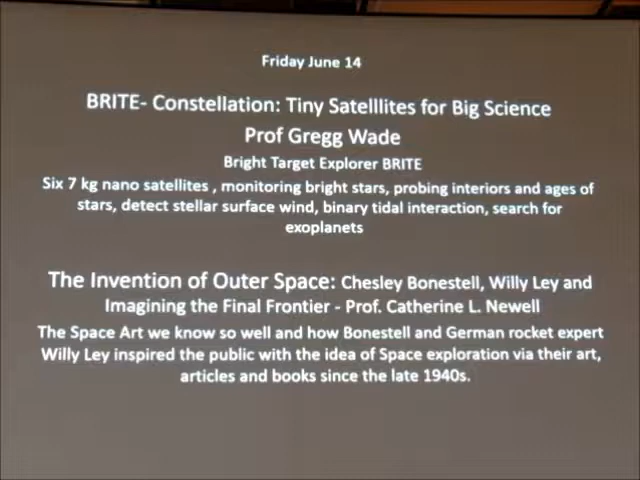 Friday June 14
BRITE- Constellation: Tiny Satelllites for Big Science
Prof Gregg Wade
Bright Target Explorer BRITE
Six 7 kg nano satellites , monitoring bright stars, probing interiors and ages of
stars, detect stellar surface wind, binary tidal interaction, search for
exoplanets
The Invention of Outer Space: Chesley Bonestell, Willy Ley and
Imagining the Final Frontier - Prof. Catherine L. Newell
The Space Art we know so well and how Bonestell and German rocket expert
Willy Ley inspired the public with the idea of Space exploration via their art,
articles and books since the late 1940s.